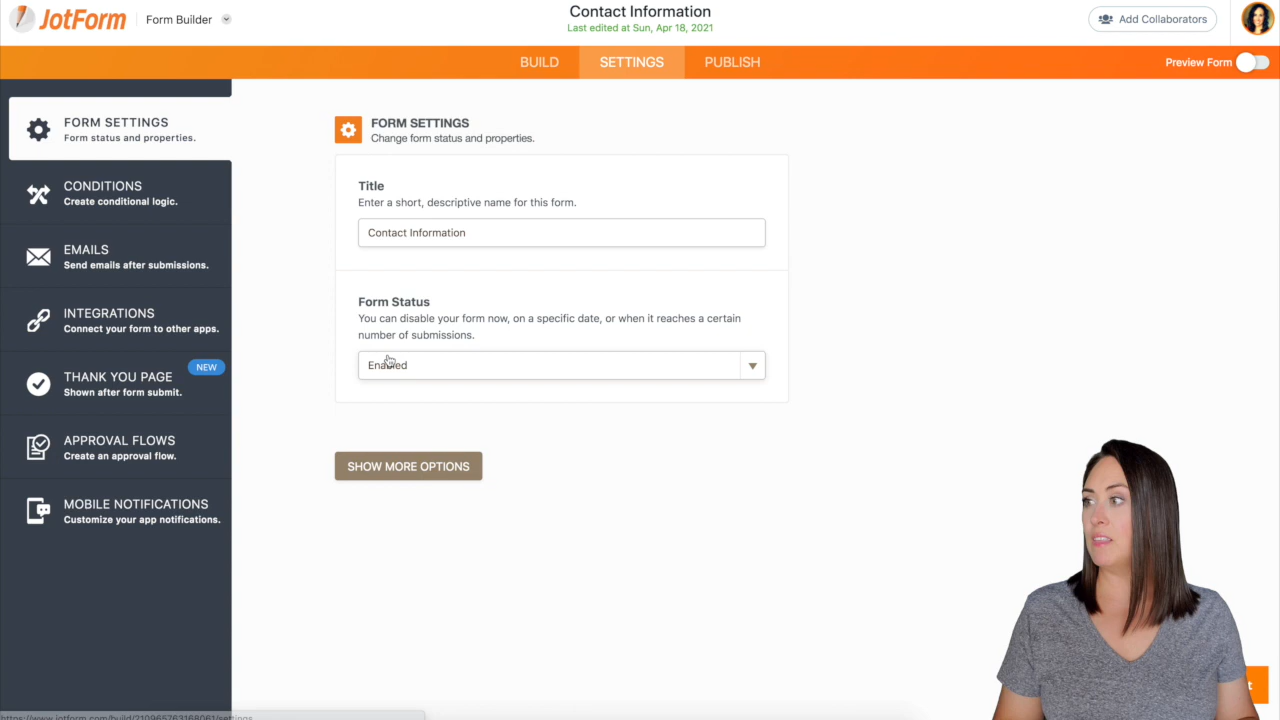 JotForm
Form Builder
Contact Information
Last edited at Sun, Apr 18, 2021
Add Collaborators
BUILD
SETTINGS
PUBLISH
Preview Form
FORM SETTINGS
Form status and properties.
CONDITIONS
Create conditional logic.
EMAILS
Send emails after submissions.
INTEGRATIONS
Connect your form to other apps.
NEW
THANK YOU PAGE
Shown after form submit.
APPROVAL FLOWS
Create an approval flow.
MOBILE NOTIFICATIONS
Customize your app notifications.
FORM SETTINGS
Change form status and properties.
Title
Enter a short, descriptive name for this form.
Contact Information
Form Status
You can disable your form now, on a specific date, or when it reaches a certain
number of submissions.
Enabled
SHOW MORE OPTIONS